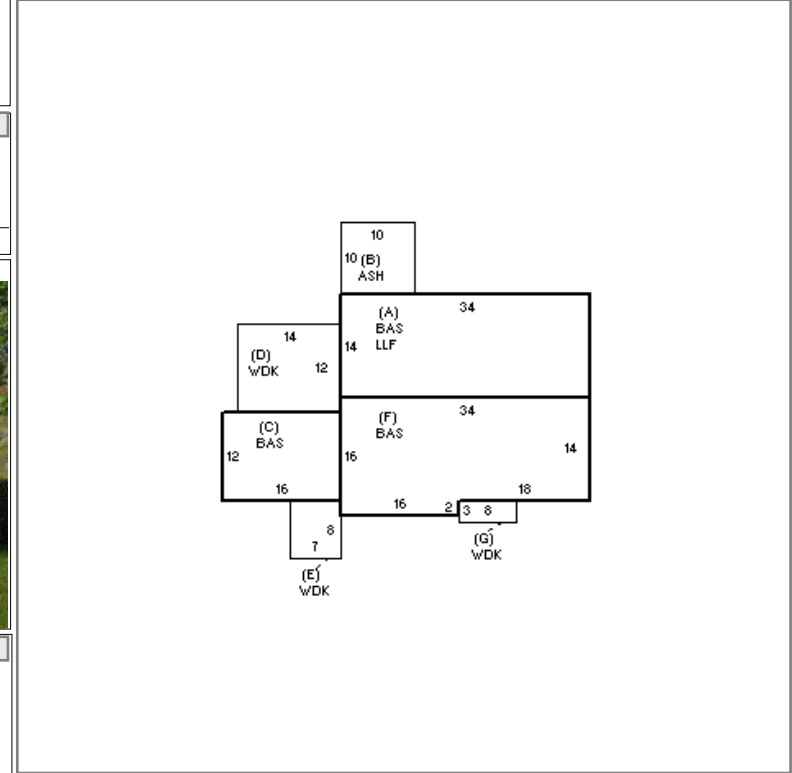 10
10 (B)
ASH
34
(A)
BAS
LLF
14
14
(D)
WDK
12
34
(F)
BAS
14
(C)
BAS
12
16
16
18
16
2
3 8
8
7
(G)
WDK
(E)
WDK